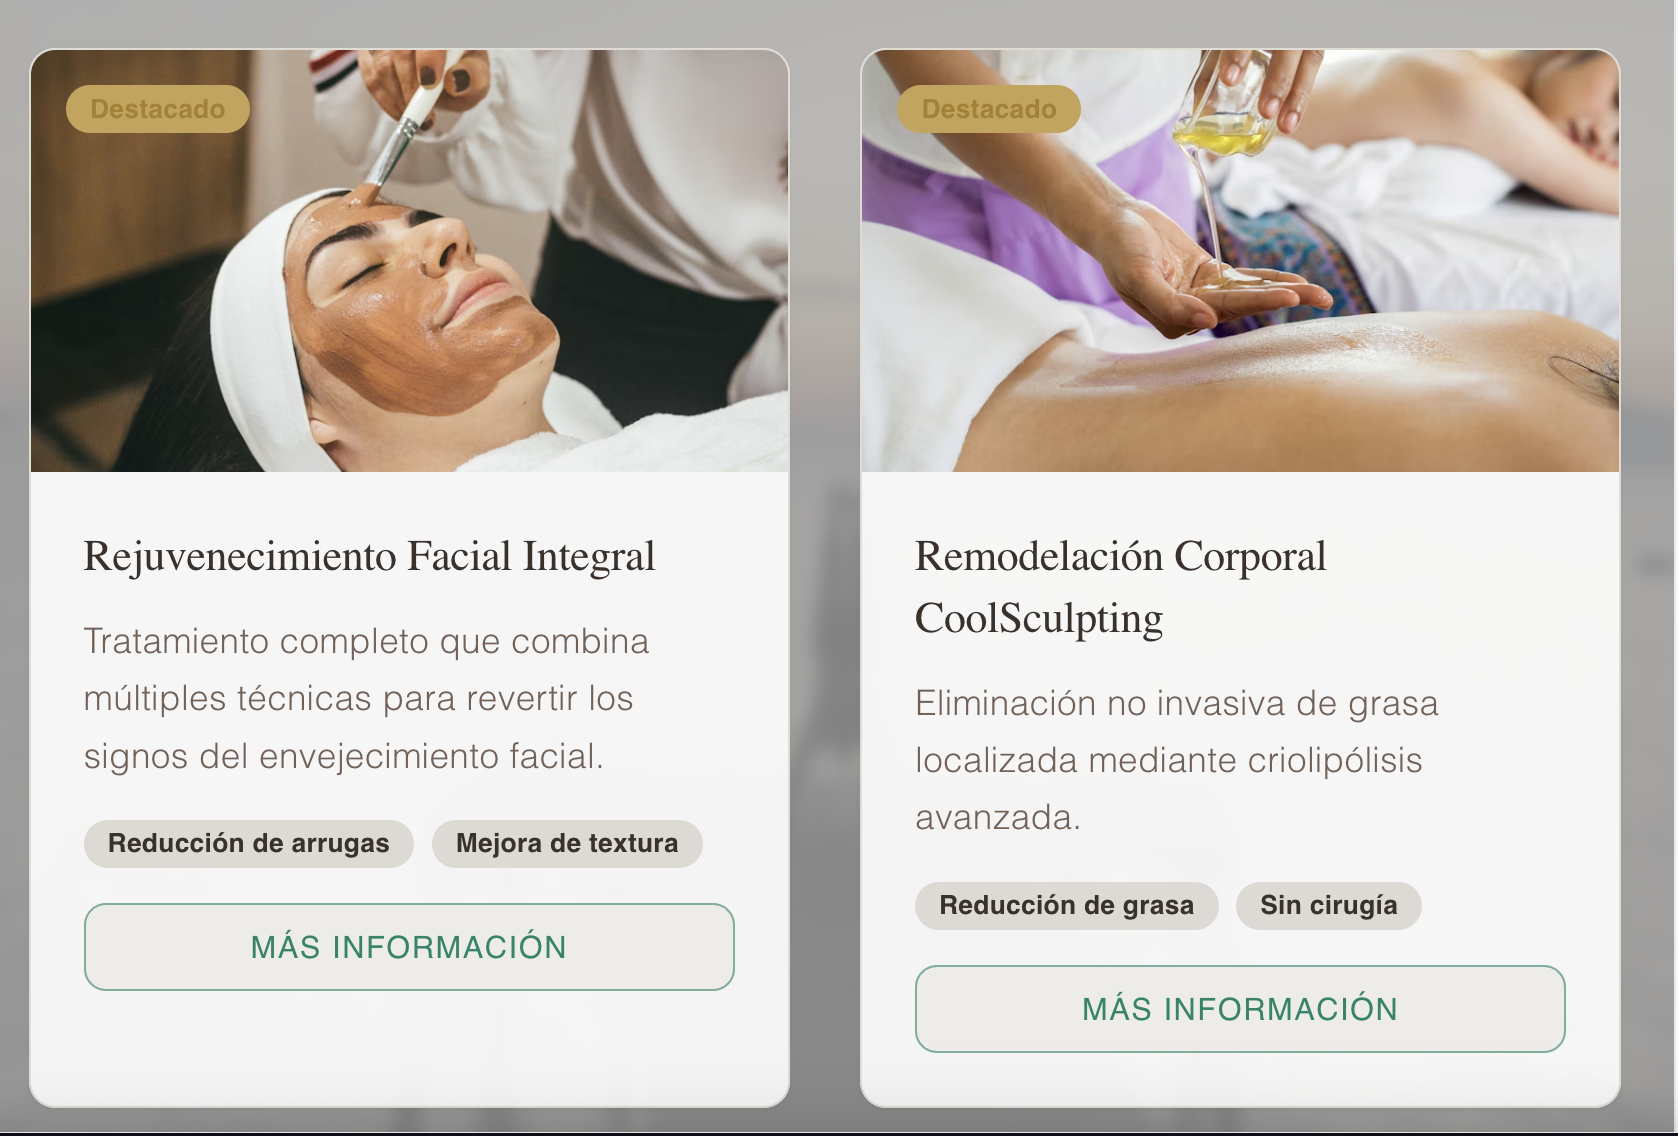 Destacado
Rejuvenecimiento Facial Integral
Tratamiento completo que combina
múltiples técnicas para revertir los
signos del envejecimiento facial.
Reducción de arrugas
Mejora de textura
MÁS INFORMACIÓN
Destacado
Remodelación Corporal
CoolSculpting
Eliminación no invasiva de grasa
localizada mediante criolipólisis
avanzada.
Reducción de grasa
Sin cirugía
MÁS INFORMACIÓN